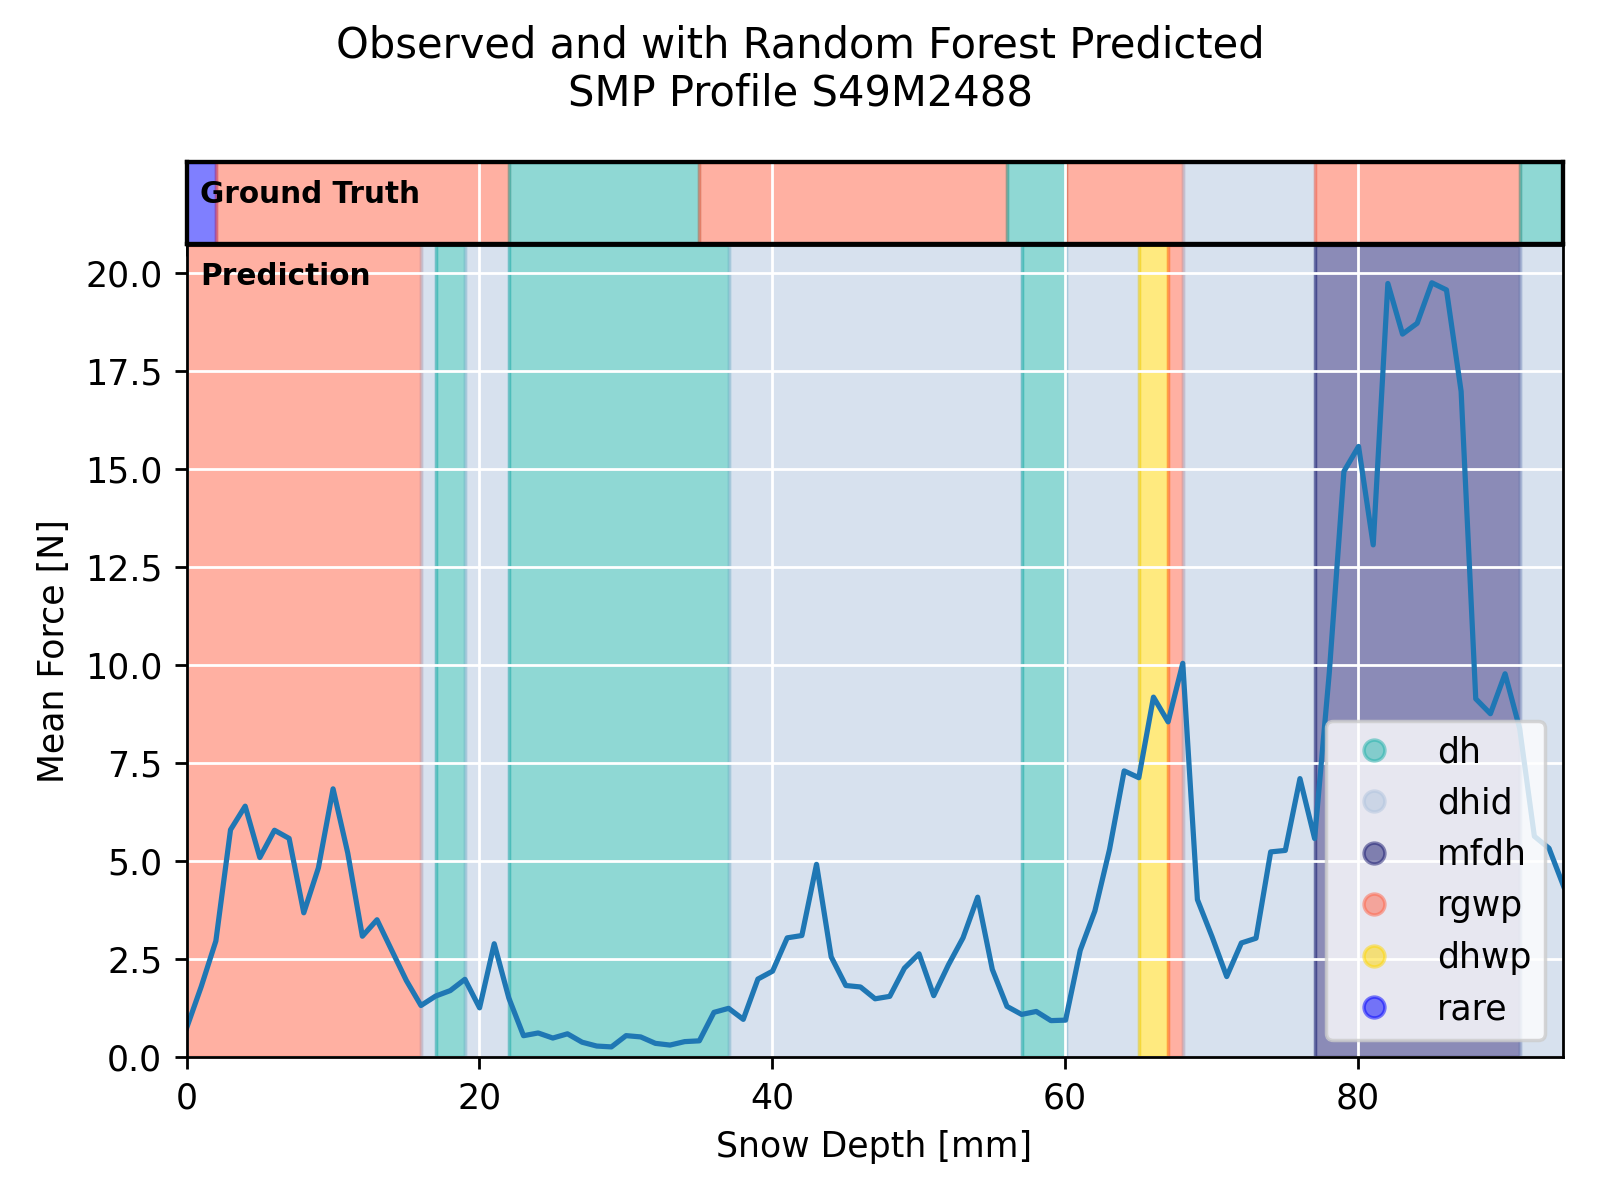 Observed and with Random Forest Predicted
SMP Profile S49M2488
Ground Truth
Prediction
20.0
17.5
15.0
12.5
10.0
7.5
5.0
2.5
0.0
Mean Force [N]
dh
dhid
mfdh
rgwp
dhwp
rare
0 20 40 60 80
Snow Depth [mm]